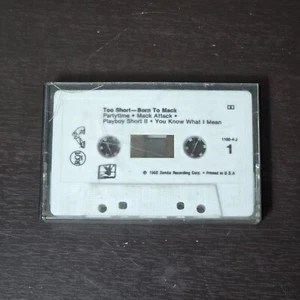 Too Short—Born To Mack
Partytime • Mack Attack •
Playboy Short II • You Know What I Mean
1
Recording Corp. • Printed in U.S.A